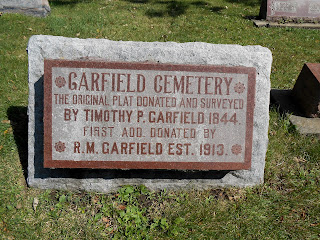 GARFIELD CEMETERY
THE ORIGINAL PLAT DONATED AND SURVEYED
BY TIMOTHY P. GARFIELD 1844.
FIRST ADD. DONATED BY
R.M. GARFIELD EST. 1913.